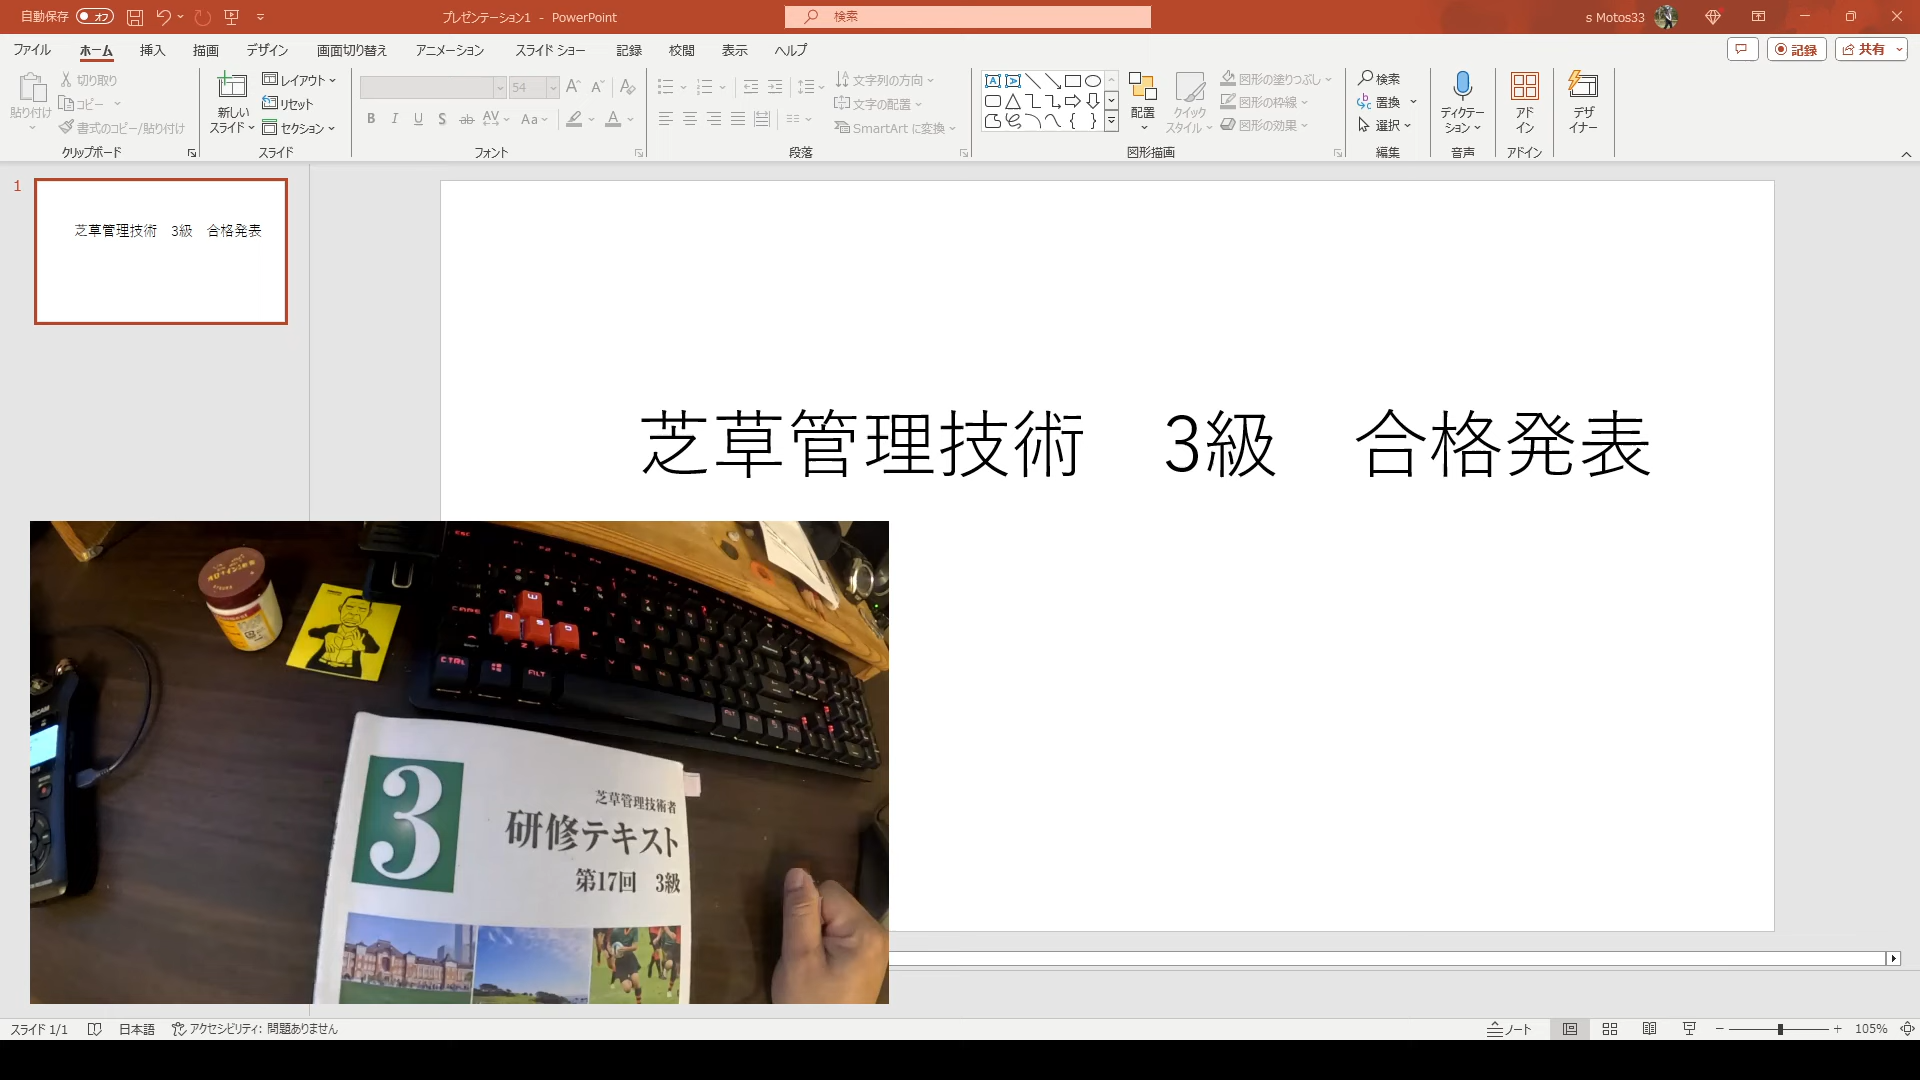 自動保存 オフ プレゼンテーション1 - PowerPoint 検索 s Motos33
ファイル ホーム 挿入 描画 デザイン 画面切り替え アニメーション スライド ショー 記録 校閲 表示 ヘルプ 記録 共有
貼り付け 切り取り コピー 書式のコピー/貼り付け
クリップボード
新しい スライド レイアウト リセット セクション
スライド
54
B I U S ab AV Aa A
フォント
文字列の方向
文字の配置
SmartArt に変換
段落
配置 クイック スタイル
図形の塗りつぶし
図形の枠線
図形の効果
図形描画
検索
置換
選択
編集
ディクテーション
音声
アドイン
アドイン
デザイナー
1
芝草管理技術 3級 合格発表
芝草管理技術 3級 合格発表
ESC
CAPS
W
A S D
CTRL
ALT
3
芝草管理技術者
研修テキスト
第17回 3級
スライド 1/1 日本語 アクセシビリティ: 問題ありません ノート 105%